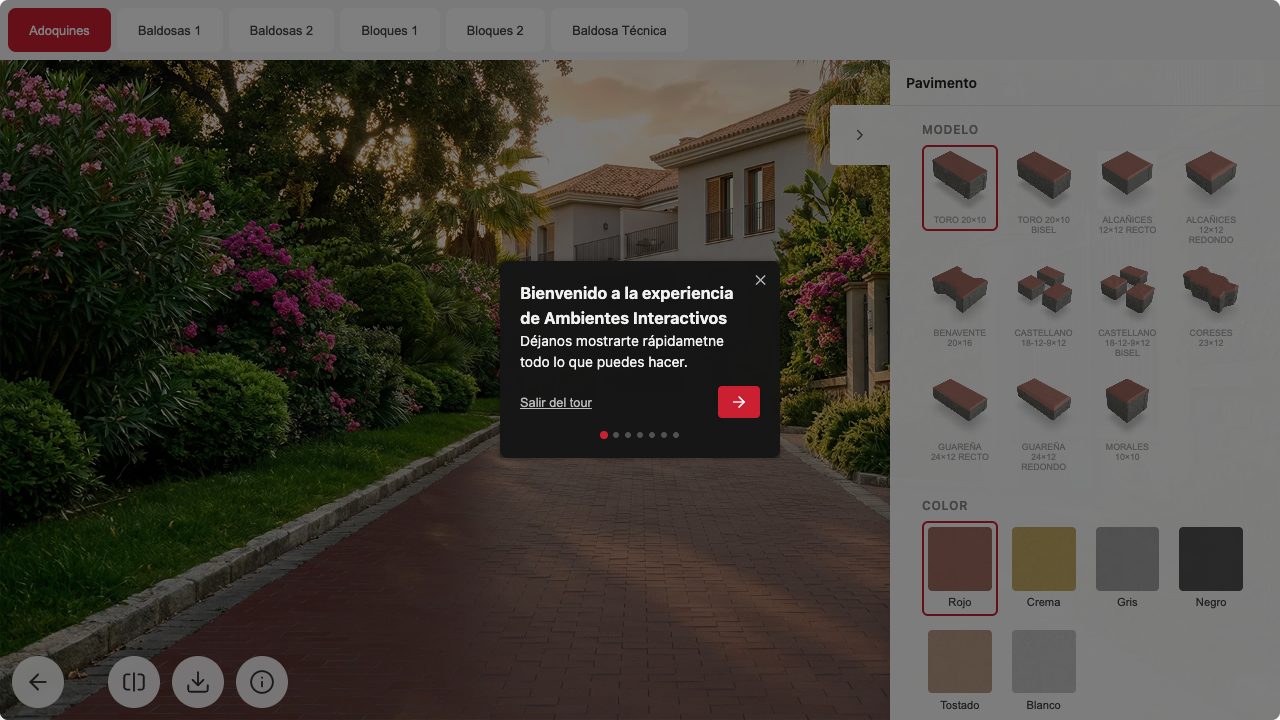 Adoquines
Baldosas 1
Baldosas 2
Bloques 1
Bloques 2
Baldosa Técnica
Pavimento
MODELO
TORO 20×10
TORO 20×10
BISEL
ALCAÑICES
12×12 RECTO
ALCAÑICES
12×12
REDONDO
BENAVENTE
20×16
CASTELLANO
18-12-9×12
CASTELLANO
18-12-9×12
BISEL
CORESES
23×12
GUAREÑA
24×12 RECTO
GUAREÑA
24×12
REDONDO
MORALES
10×10
COLOR
Rojo
Crema
Gris
Negro
Tostado
Blanco
Bienvenido a la experiencia
de Ambientes Interactivos
Déjanos mostrarte rápidametne
todo lo que puedes hacer.
Salir del tour